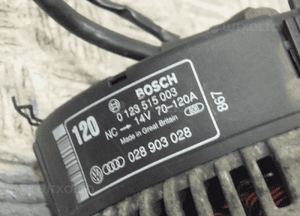 120
BOSCH
0 123 515 003
NC → 14V 70-120A
Made in Great Britain
028 903 028
867